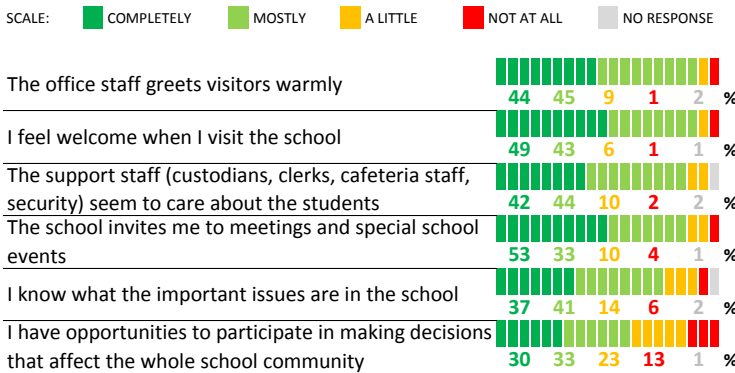 SCALE: COMPLETELY MOSTLY A LITTLE NOT AT ALL NO RESPONSE
The office staff greets visitors warmly
44 45 9 1 2 %
I feel welcome when I visit the school
49 43 6 1 1 %
The support staff (custodians, clerks, cafeteria staff,
security) seem to care about the students
42 44 10 2 2 %
The school invites me to meetings and special school
events
53 33 10 4 1 %
I know what the important issues are in the school
37 41 14 6 2 %
I have opportunities to participate in making decisions
that affect the whole school community
30 33 23 13 1 %